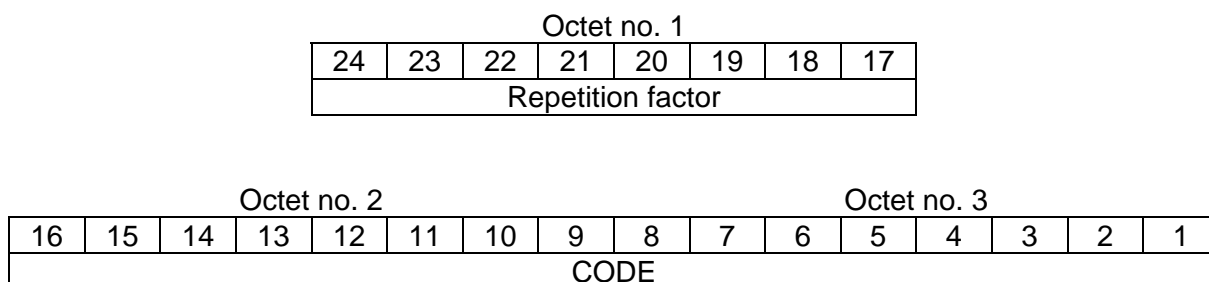 Octet no. 1
24 23 22 21 20 19 18 17
Repetition factor
Octet no. 2 Octet no. 3
16 15 14 13 12 11 10 9 8 7 6 5 4 3 2 1
CODE